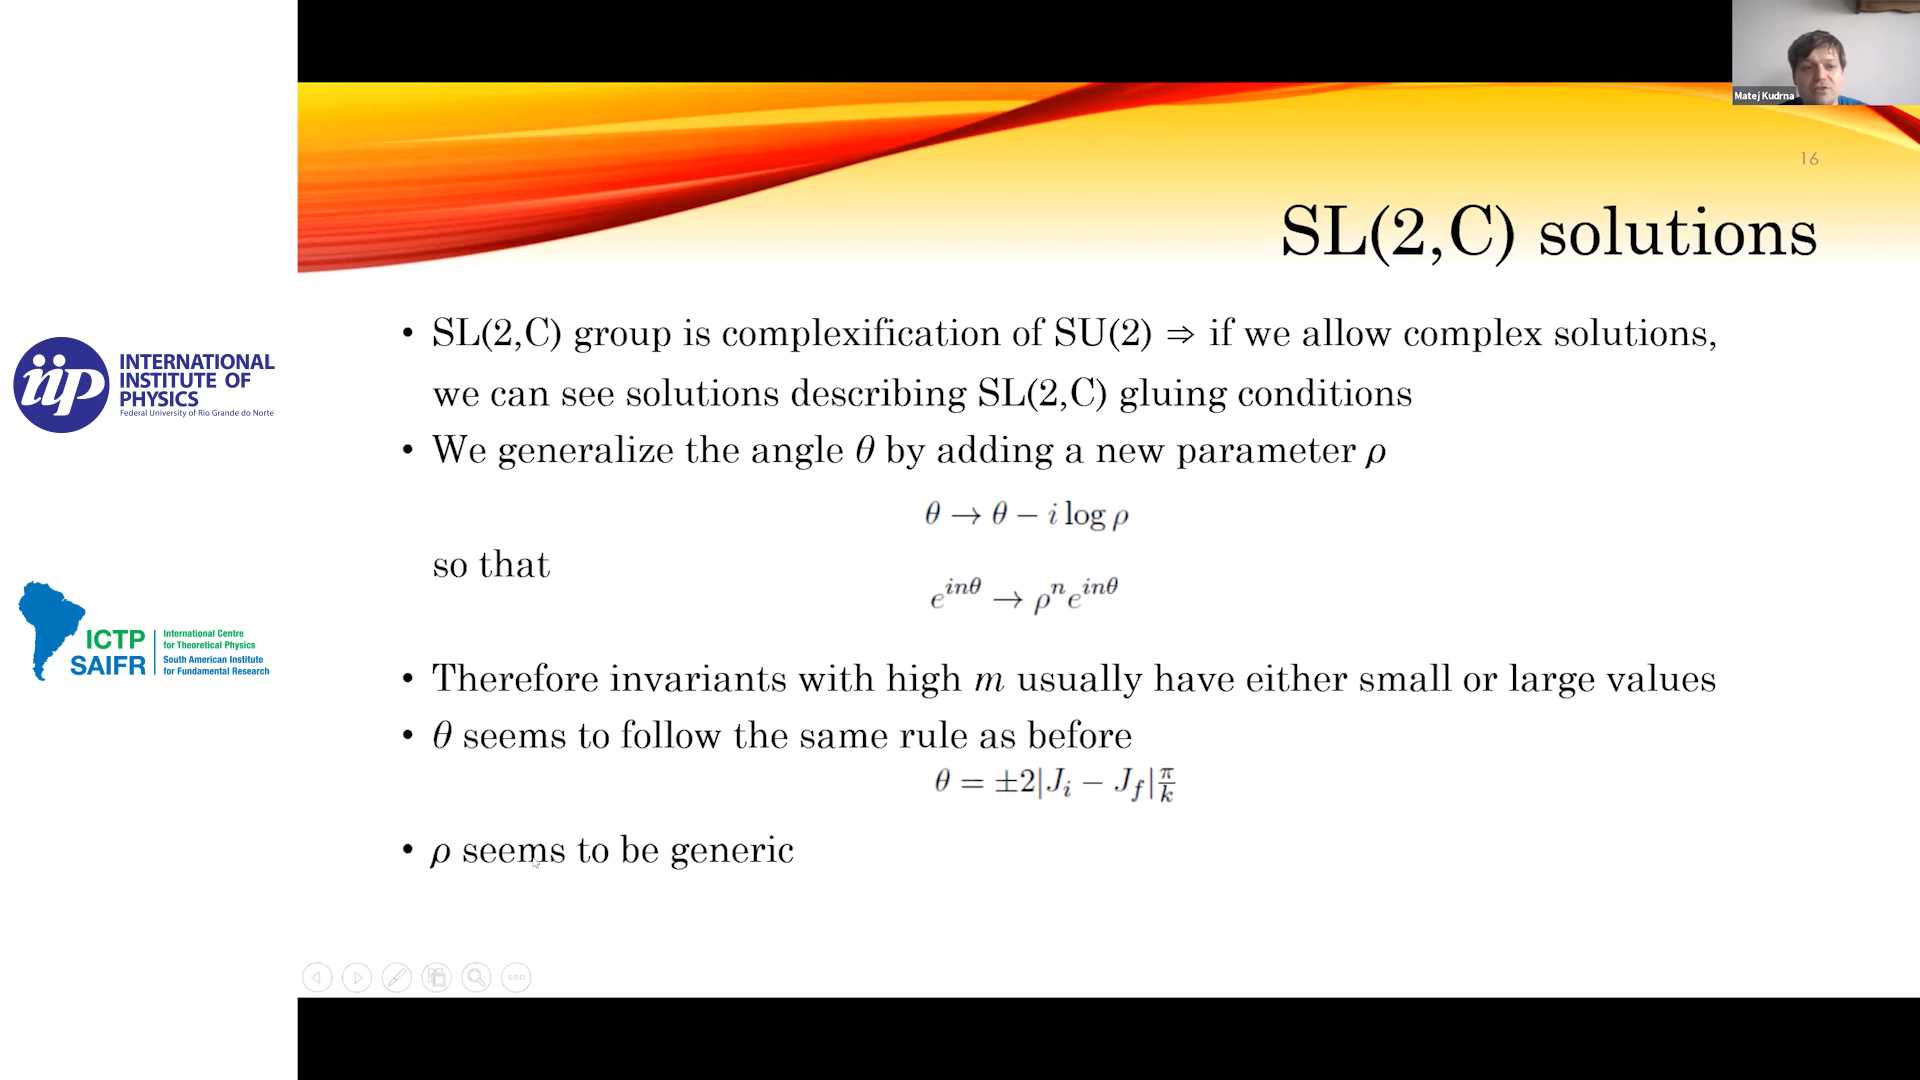 Matej Kudrna
16
SL(2,C) solutions
• SL(2,C) group is complexification of SU(2) ⇒ if we allow complex solutions,
we can see solutions describing SL(2,C) gluing conditions
• We generalize the angle θ by adding a new parameter ρ
θ → θ − i log ρ
so that
e^{inθ} → ρ^n e^{inθ}
• Therefore invariants with high m usually have either small or large values
• θ seems to follow the same rule as before
θ = ±2|J_i − J_f| π/k
• ρ seems to be generic
iip
INTERNATIONAL
INSTITUTE OF
PHYSICS
Federal University of Rio Grande do Norte
ICTP
SAIFR
International Centre
for Theoretical Physics
South American Institute
for Fundamental Research